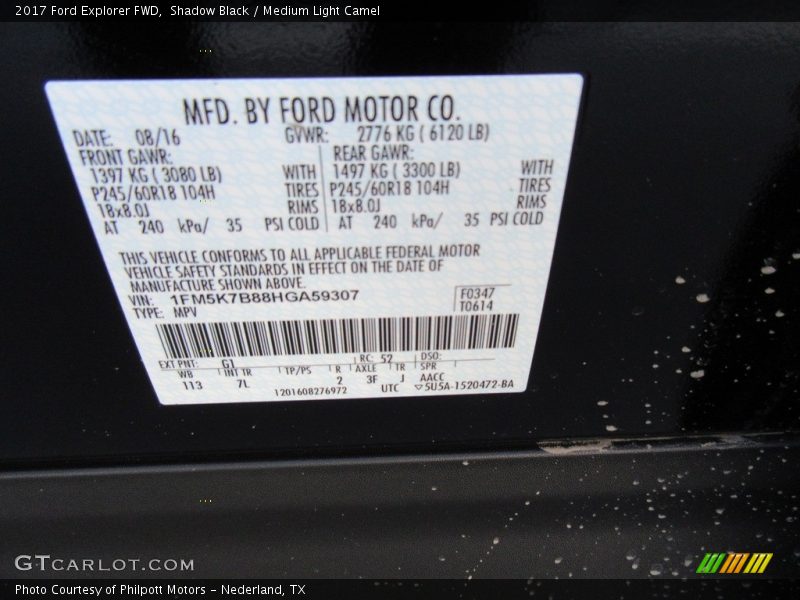 2017 Ford Explorer FWD,  Shadow Black / Medium Light Camel
MFD. BY FORD MOTOR CO.
DATE: 08/16 GVWR: 2776 KG ( 6120 LB)
FRONT GAWR: REAR GAWR:
1397 KG ( 3080 LB) WITH 1497 KG ( 3300 LB) WITH
P245/60R18 104H TIRES P245/60R18 104H TIRES
18x8.0J RIMS 18x8.0J RIMS
AT 240 kPa/ 35 PSI COLD AT 240 kPa/ 35 PSI COLD
THIS VEHICLE CONFORMS TO ALL APPLICABLE FEDERAL MOTOR
VEHICLE SAFETY STANDARDS IN EFFECT ON THE DATE OF
MANUFACTURE SHOWN ABOVE.
VIN: 1FM5K7B88HGA59307 F0347
TYPE: MPV T0614
EXT PNT: G1 RC: 52 DSO:
WB INT TR TP/PS R AXLE TR SPR
113 7L 2 3F J AACC
1201608276972 UTC ▽5U5A-1520472-BA
GTCARLOT.COM
Photo Courtesy of Philpott Motors - Nederland, TX